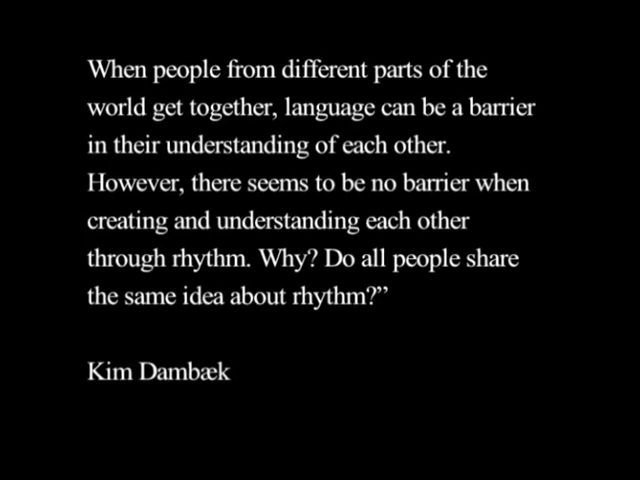 When people from different parts of the
world get together, language can be a barrier
in their understanding of each other.
However, there seems to be no barrier when
creating and understanding each other
through rhythm. Why? Do all people share
the same idea about rhythm?”
Kim Dambæk